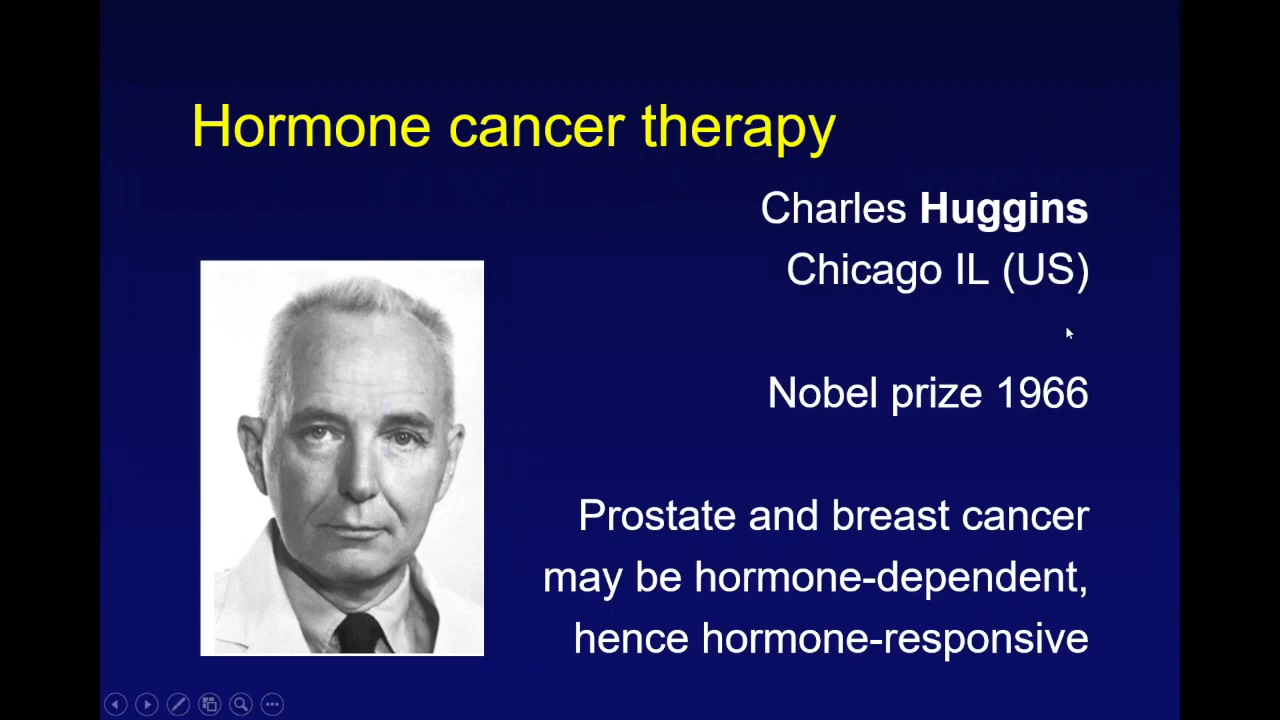 Hormone cancer therapy
Charles Huggins
Chicago IL (US)
Nobel prize 1966
Prostate and breast cancer
may be hormone-dependent,
hence hormone-responsive